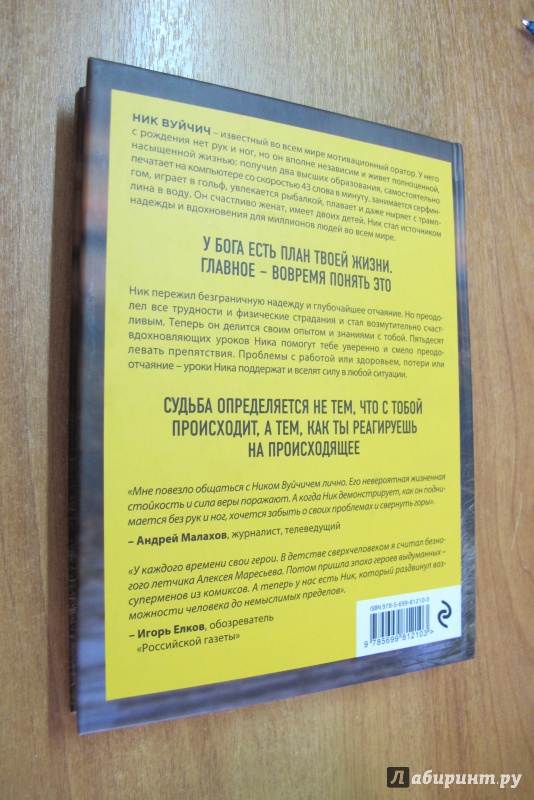 НИК ВУЙЧИЧ – известный во всем мире мотивационный оратор. У него
с рождения нет рук и ног, но он вполне независим и живет полноценной,
насыщенной жизнью: получил два высших образования, самостоятельно
печатает на компьютере со скоростью 43 слова в минуту, занимается серфин-
гом, играет в гольф, увлекается рыбалкой, плавает и даже ныряет с трамп-
лина в воду. Он счастливо женат, имеет двоих детей. Ник стал источником
надежды и вдохновения для миллионов людей во всем мире.
У БОГА ЕСТЬ ПЛАН ТВОЕЙ ЖИЗНИ.
ГЛАВНОЕ – ВОВРЕМЯ ПОНЯТЬ ЭТО
Ник пережил безграничную надежду и глубочайшее отчаяние. Но преодо-
лел все трудности и физические страдания и стал возмутительно счаст-
ливым. Теперь он делится своим опытом и знаниями с тобой. Пятьдесят
вдохновляющих уроков Ника помогут тебе уверенно и смело преодо-
левать препятствия. Проблемы с работой или здоровьем, потери или
отчаяние – уроки Ника поддержат и вселят силу в любой ситуации.
СУДЬБА ОПРЕДЕЛЯЕТСЯ НЕ ТЕМ, ЧТО С ТОБОЙ
ПРОИСХОДИТ, А ТЕМ, КАК ТЫ РЕАГИРУЕШЬ
НА ПРОИСХОДЯЩЕЕ
«Мне повезло общаться с Ником Вуйчичем лично. Его невероятная жизненная
стойкость и сила веры поражают. А когда Ник демонстрирует, как он подни-
мается без рук и ног, хочется забыть о своих проблемах и свернуть горы».
– Андрей Малахов, журналист, телеведущий
«У каждого времени свои герои. В детстве сверхчеловеком я считал безно-
гого летчика Алексея Маресьева. Потом пришла эпоха героев выдуманных –
суперменов из комиксов. А теперь у нас есть Ник, который раздвинул воз-
можности человека до немыслимых пределов».
– Игорь Елков, обозреватель
«Российской газеты»
ISBN 978-5-699-81210-3
9 785699 812103>
Лабиринт.ру